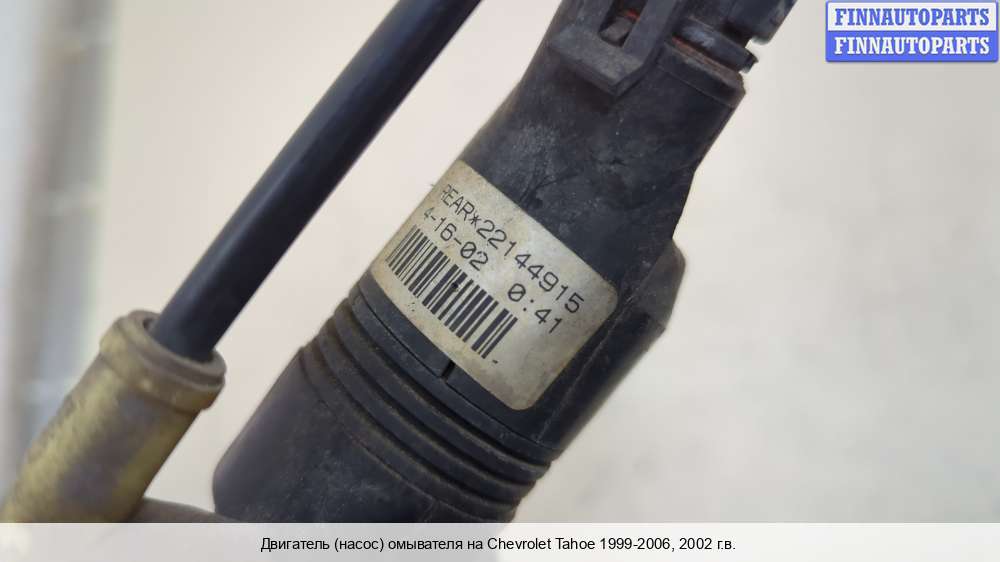 FINNAUTOPARTS
FINNAUTOPARTS
REAR*22144915
4-16-02 0:41
Двигатель (насос) омывателя на Chevrolet Tahoe 1999-2006, 2002 г.в.